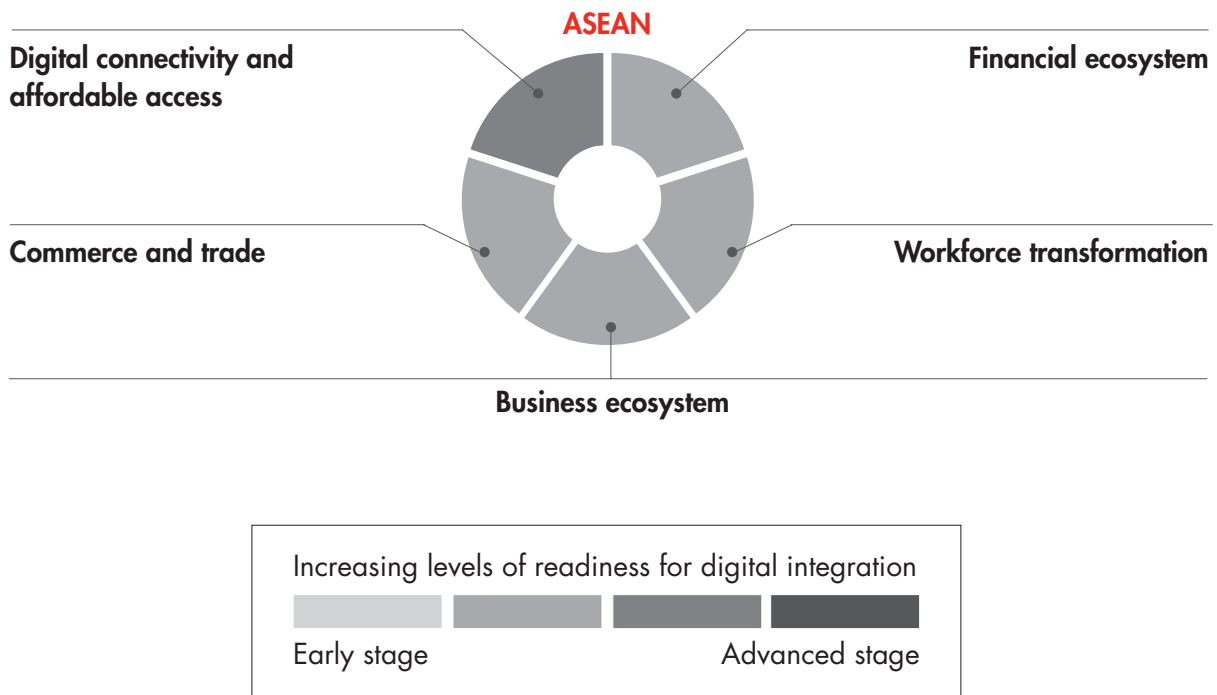 ASEAN
Digital connectivity and
affordable access
Financial ecosystem
Commerce and trade
Workforce transformation
Business ecosystem
Increasing levels of readiness for digital integration
Early stage
Advanced stage